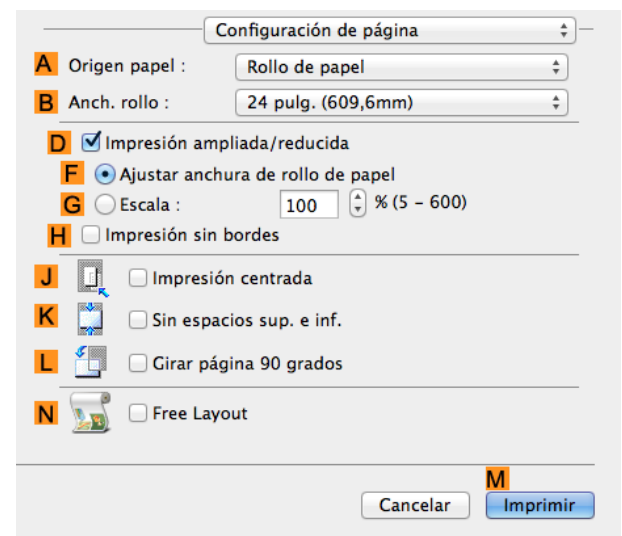 Configuración de página
A Origen papel : Rollo de papel
B Anch. rollo : 24 pulg. (609,6mm)
D Impresión ampliada/reducida
F Ajustar anchura de rollo de papel
G Escala : 100 % (5 – 600)
H Impresión sin bordes
J Impresión centrada
K Sin espacios sup. e inf.
L Girar página 90 grados
N Free Layout
M
Cancelar Imprimir